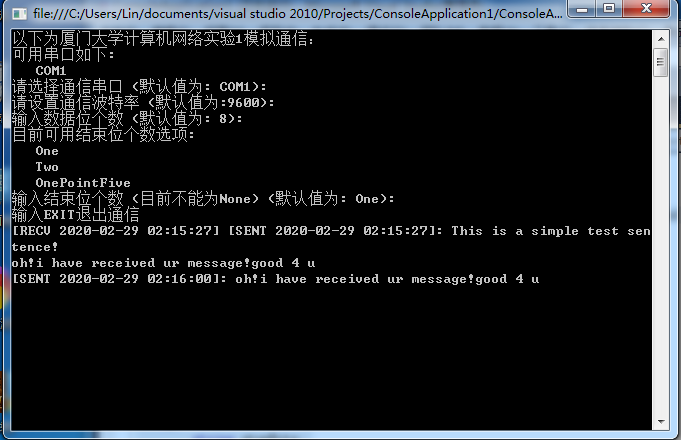 file:///C:/Users/Lin/documents/visual studio 2010/Projects/ConsoleApplication1/ConsoleA...
以下为厦门大学计算机网络实验1模拟通信：
可用串口如下：
COM1
请选择通信串口 (默认值为: COM1):
请设置通信波特率 (默认值为:9600):
输入数据位个数 (默认值为: 8):
目前可用结束位个数选项:
One
Two
OnePointFive
输入结束位个数 (目前不能为None) (默认值为: One):
输入EXIT退出通信
[RECV 2020-02-29 02:15:27] [SENT 2020-02-29 02:15:27]: This is a simple test sen
tence!
oh!i have received ur message!good 4 u
[SENT 2020-02-29 02:16:00]: oh!i have received ur message!good 4 u